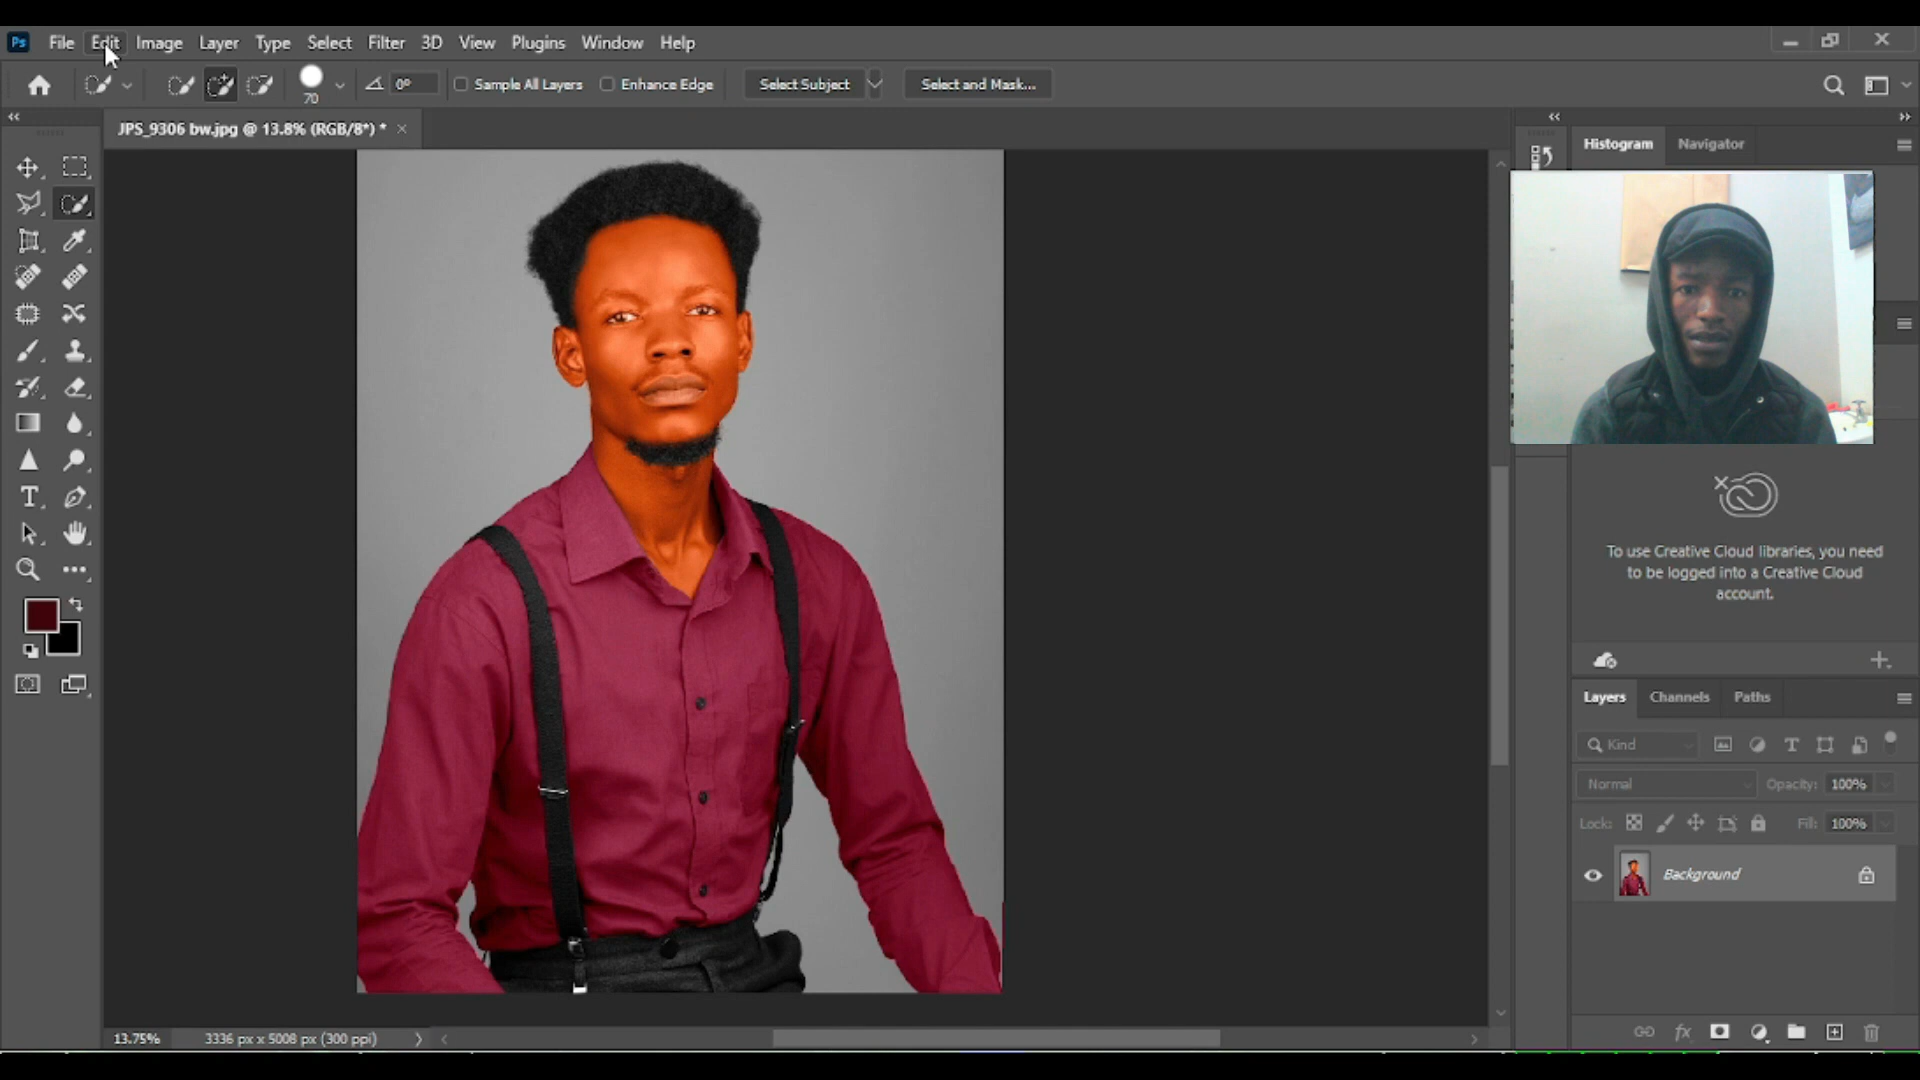 Ps File Edit Image Layer Type Select Filter 3D View Plugins Window Help
70 0° Sample All Layers Enhance Edge Select Subject Select and Mask...
JPS_9306 bw.jpg @ 13.8% (RGB/8*) * ×
Histogram Navigator
To use Creative Cloud libraries, you need
to be logged into a Creative Cloud
account.
Layers Channels Paths
Kind
Normal Opacity: 100%
Lock: Fill: 100%
Background
13.75% 3336 px x 5008 px (300 ppi)